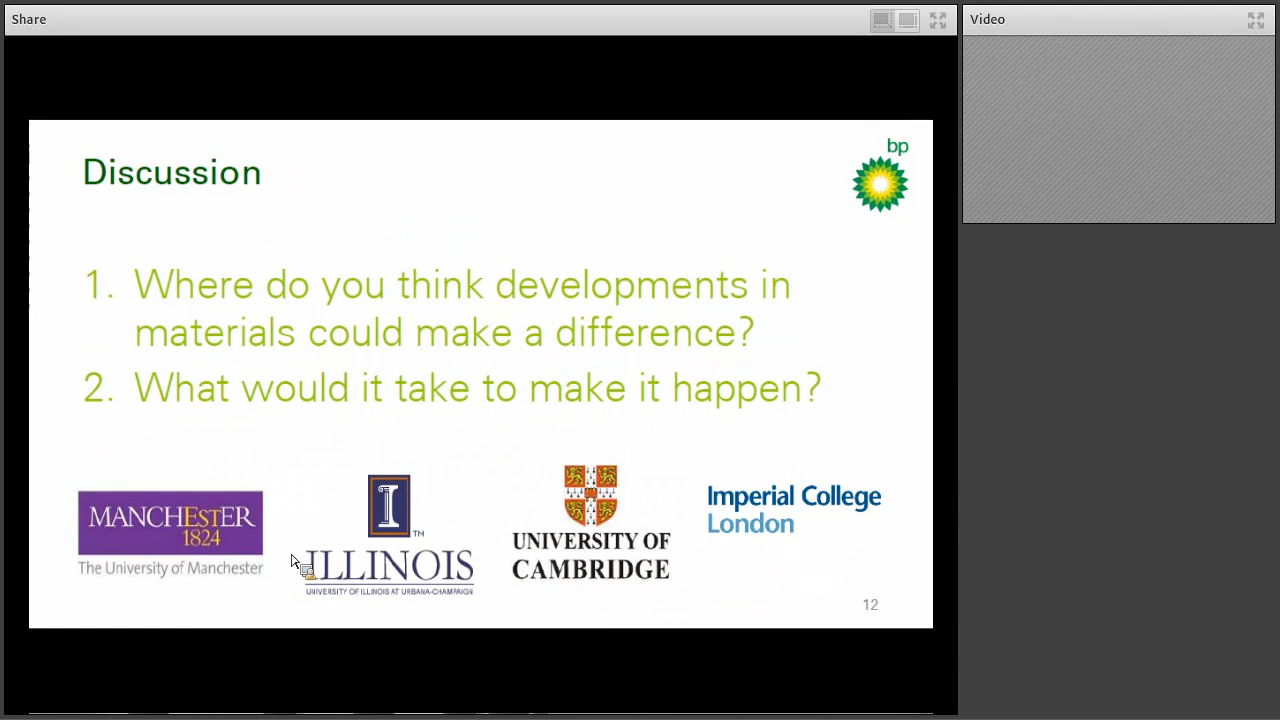 Share
Video
bp
Discussion
1. Where do you think developments in
materials could make a difference?
2. What would it take to make it happen?
MANCHESTER
1824
The University of Manchester
I
TM
ILLINOIS
UNIVERSITY OF ILLINOIS AT URBANA-CHAMPAIGN
UNIVERSITY OF
CAMBRIDGE
Imperial College
London
12